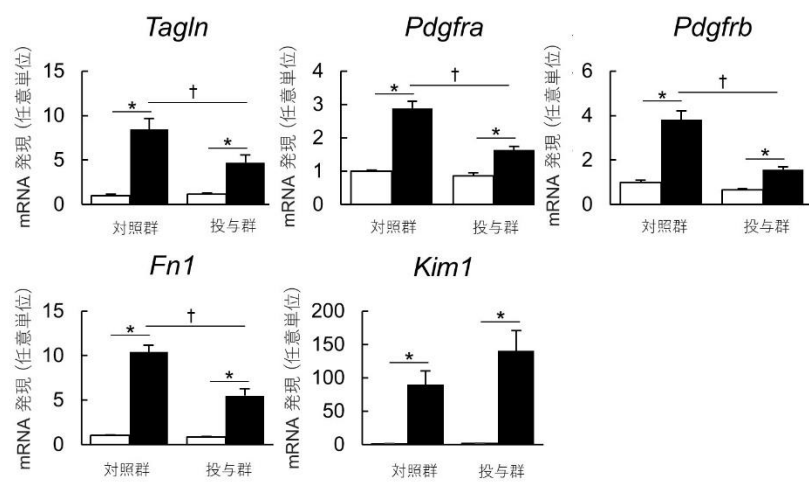 Tagln
mRNA 発現 (任意単位)
15
10
5
0
*
†
*
対照群
投与群
Pdgfra
mRNA 発現 (任意単位)
4
3
2
1
0
*
†
*
対照群
投与群
Pdgfrb
mRNA 発現 (任意単位)
6
4
2
0
*
†
*
対照群
投与群
Fn1
mRNA 発現 (任意単位)
15
10
5
0
*
†
*
対照群
投与群
Kim1
mRNA 発現 (任意単位)
200
150
100
50
0
*
*
対照群
投与群